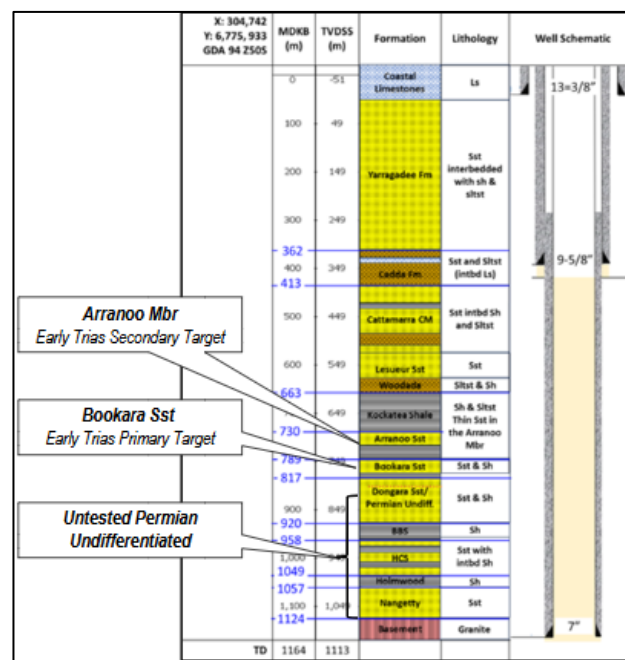 X: 304,742
Y: 6,775, 933
GDA 94 Z50S
MDKB
(m)
TVDSS
(m)
Formation
Lithology
Well Schematic
0
-51
Coastal
Limestones
Ls
13=3/8"
100
49
200
149
Yarragadee Fm
Sst
interbedded
with sh &
sltst
300
249
362
400
349
Cadda Fm
Sst and Sltst
(intbd Ls)
9-5/8"
413
500
449
Cattamarra CM
Sst intbd Sh
and Sltst
Arranoo Mbr
Early Trias Secondary Target
600
549
Lesueur Sst
Sst
Woodada
Sltst & Sh
663
649
Kockatea Shale
Sh & Sltst
Thin Sst in
the Arranoo
Mbr
730
Arranoo Sst
Bookara Sst
Early Trias Primary Target
789
Bookara Sst
Sst & Sh
817
Dongara Sst/
Permian Undiff.
Sst & Sh
900
849
Untested Permian
Undifferentiated
920
BBS
Sh
958
1,000
HCS
Sst with
intbd Sh
1049
Holmwood
Sh
1057
1,100
1,049
Nangetty
Sst
1124
Basement
Granite
7"
TD
1164
1113